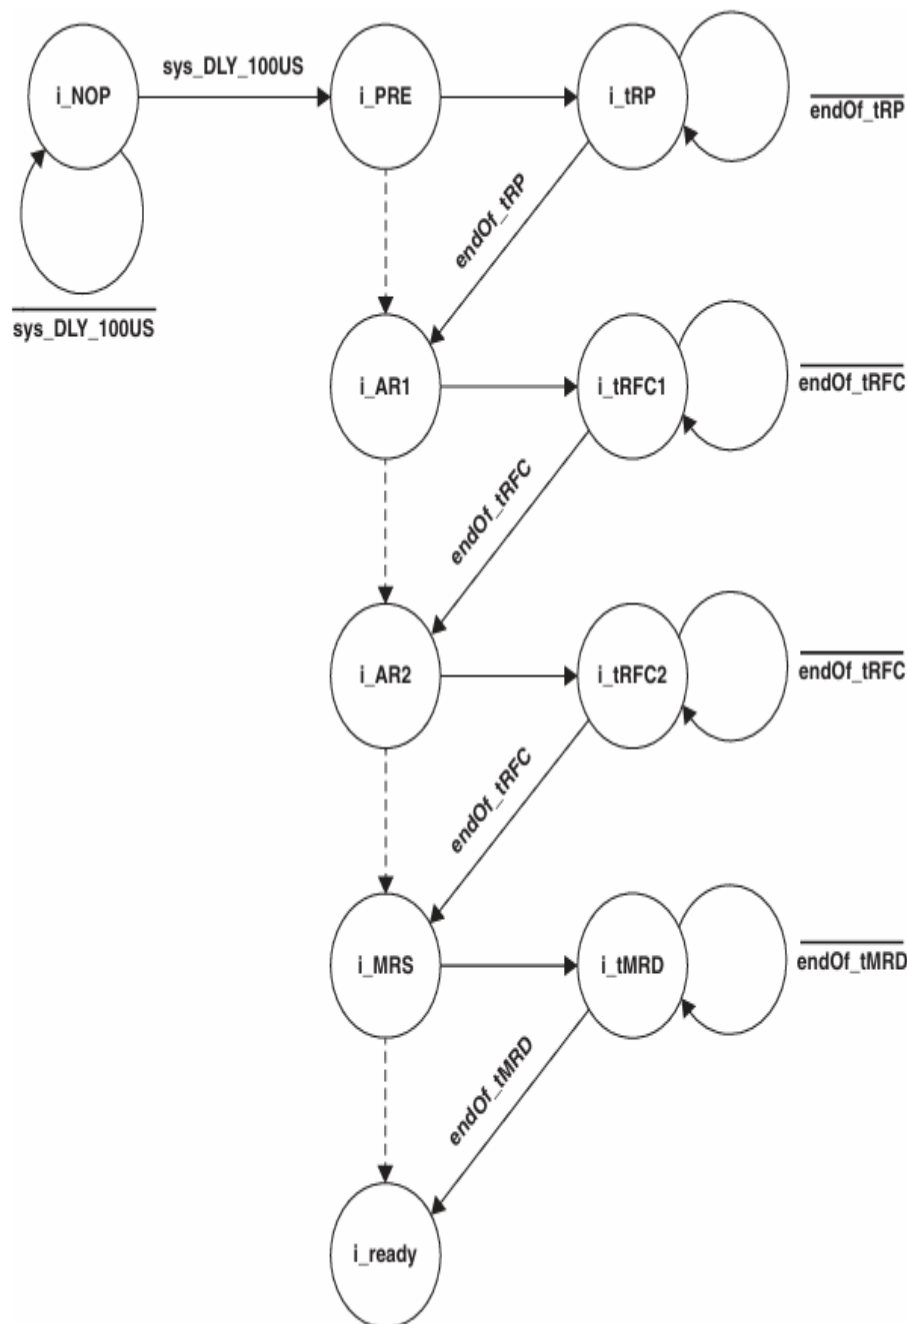 i_NOP
sys_DLY_100US
i_PRE
i_tRP
endOf_tRP
endOf_tRP
sys_DLY_100US
i_AR1
i_tRFC1
endOf_tRFC
endOf_tRFC
i_AR2
i_tRFC2
endOf_tRFC
endOf_tRFC
i_MRS
i_tMRD
endOf_tMRD
endOf_tMRD
i_ready